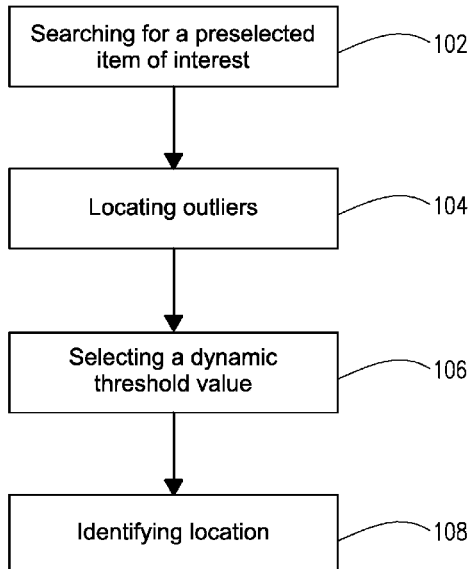 Searching for a preselected
item of interest
102
Locating outliers
104
Selecting a dynamic
threshold value
106
Identifying location
108